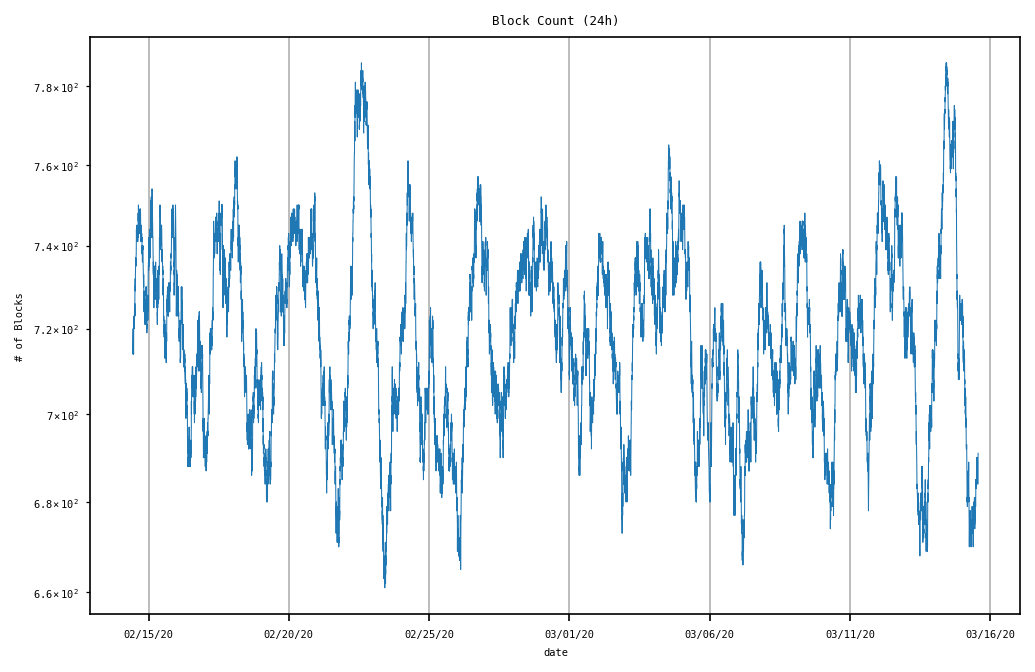 Block Count (24h)
# of Blocks
7.8×10²
7.6×10²
7.4×10²
7.2×10²
7×10²
6.8×10²
6.6×10²
02/15/20 02/20/20 02/25/20 03/01/20 03/06/20 03/11/20 03/16/20
date